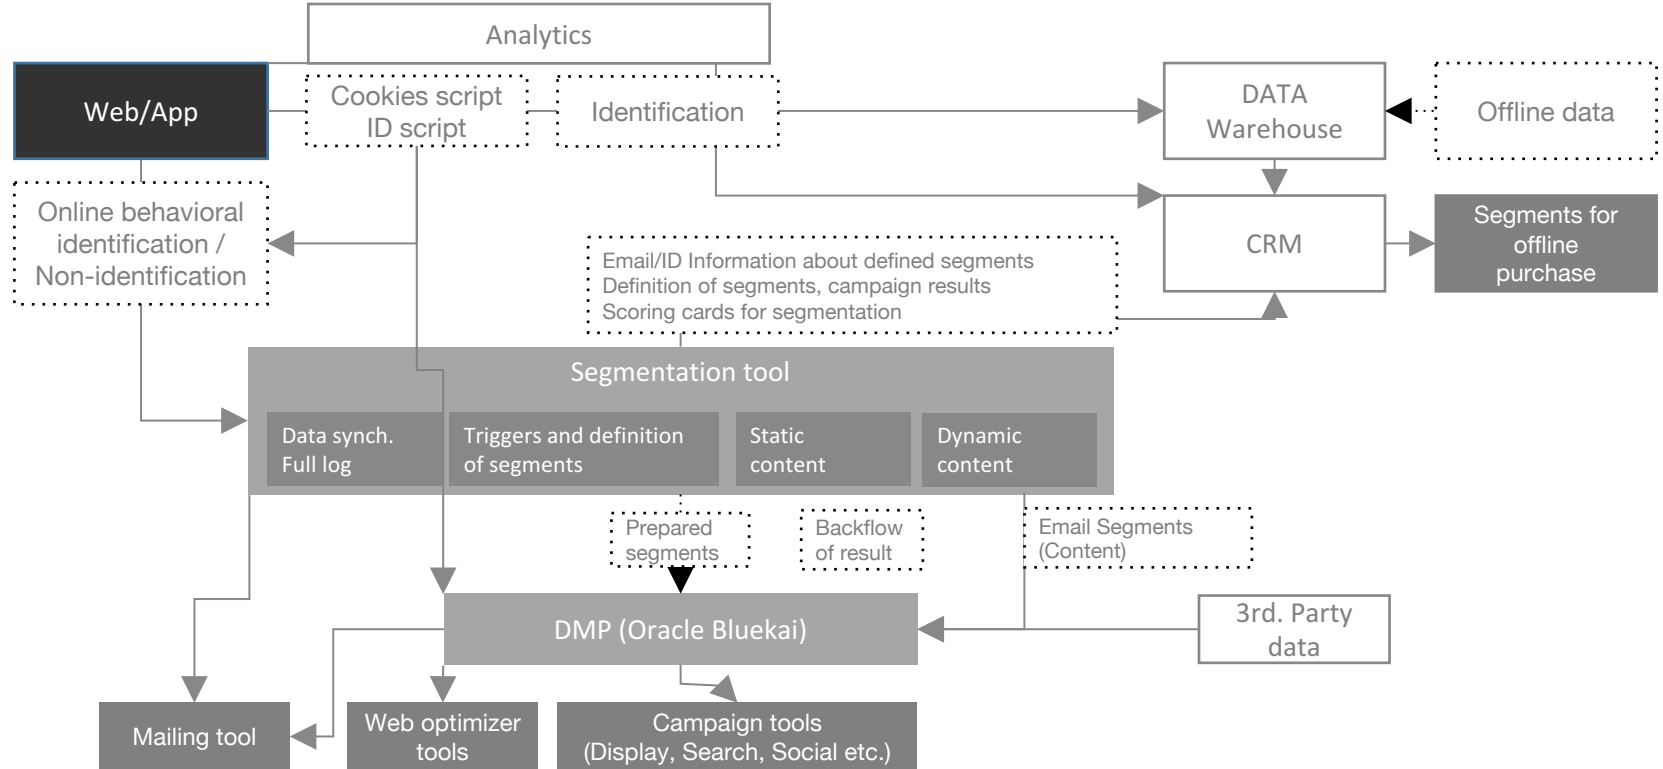 Analytics
Web/App
Cookies script
ID script
Identification
DATA
Warehouse
Offline data
Online behavioral
identification /
Non-identification
Email/ID Information about defined segments
Definition of segments, campaign results
Scoring cards for segmentation
CRM
Segments for
offline
purchase
Segmentation tool
Data synch.
Full log
Triggers and definition
of segments
Static
content
Dynamic
content
Prepared
segments
Backflow
of result
Email Segments
(Content)
DMP (Oracle Bluekai)
3rd. Party
data
Mailing tool
Web optimizer
tools
Campaign tools
(Display, Search, Social etc.)